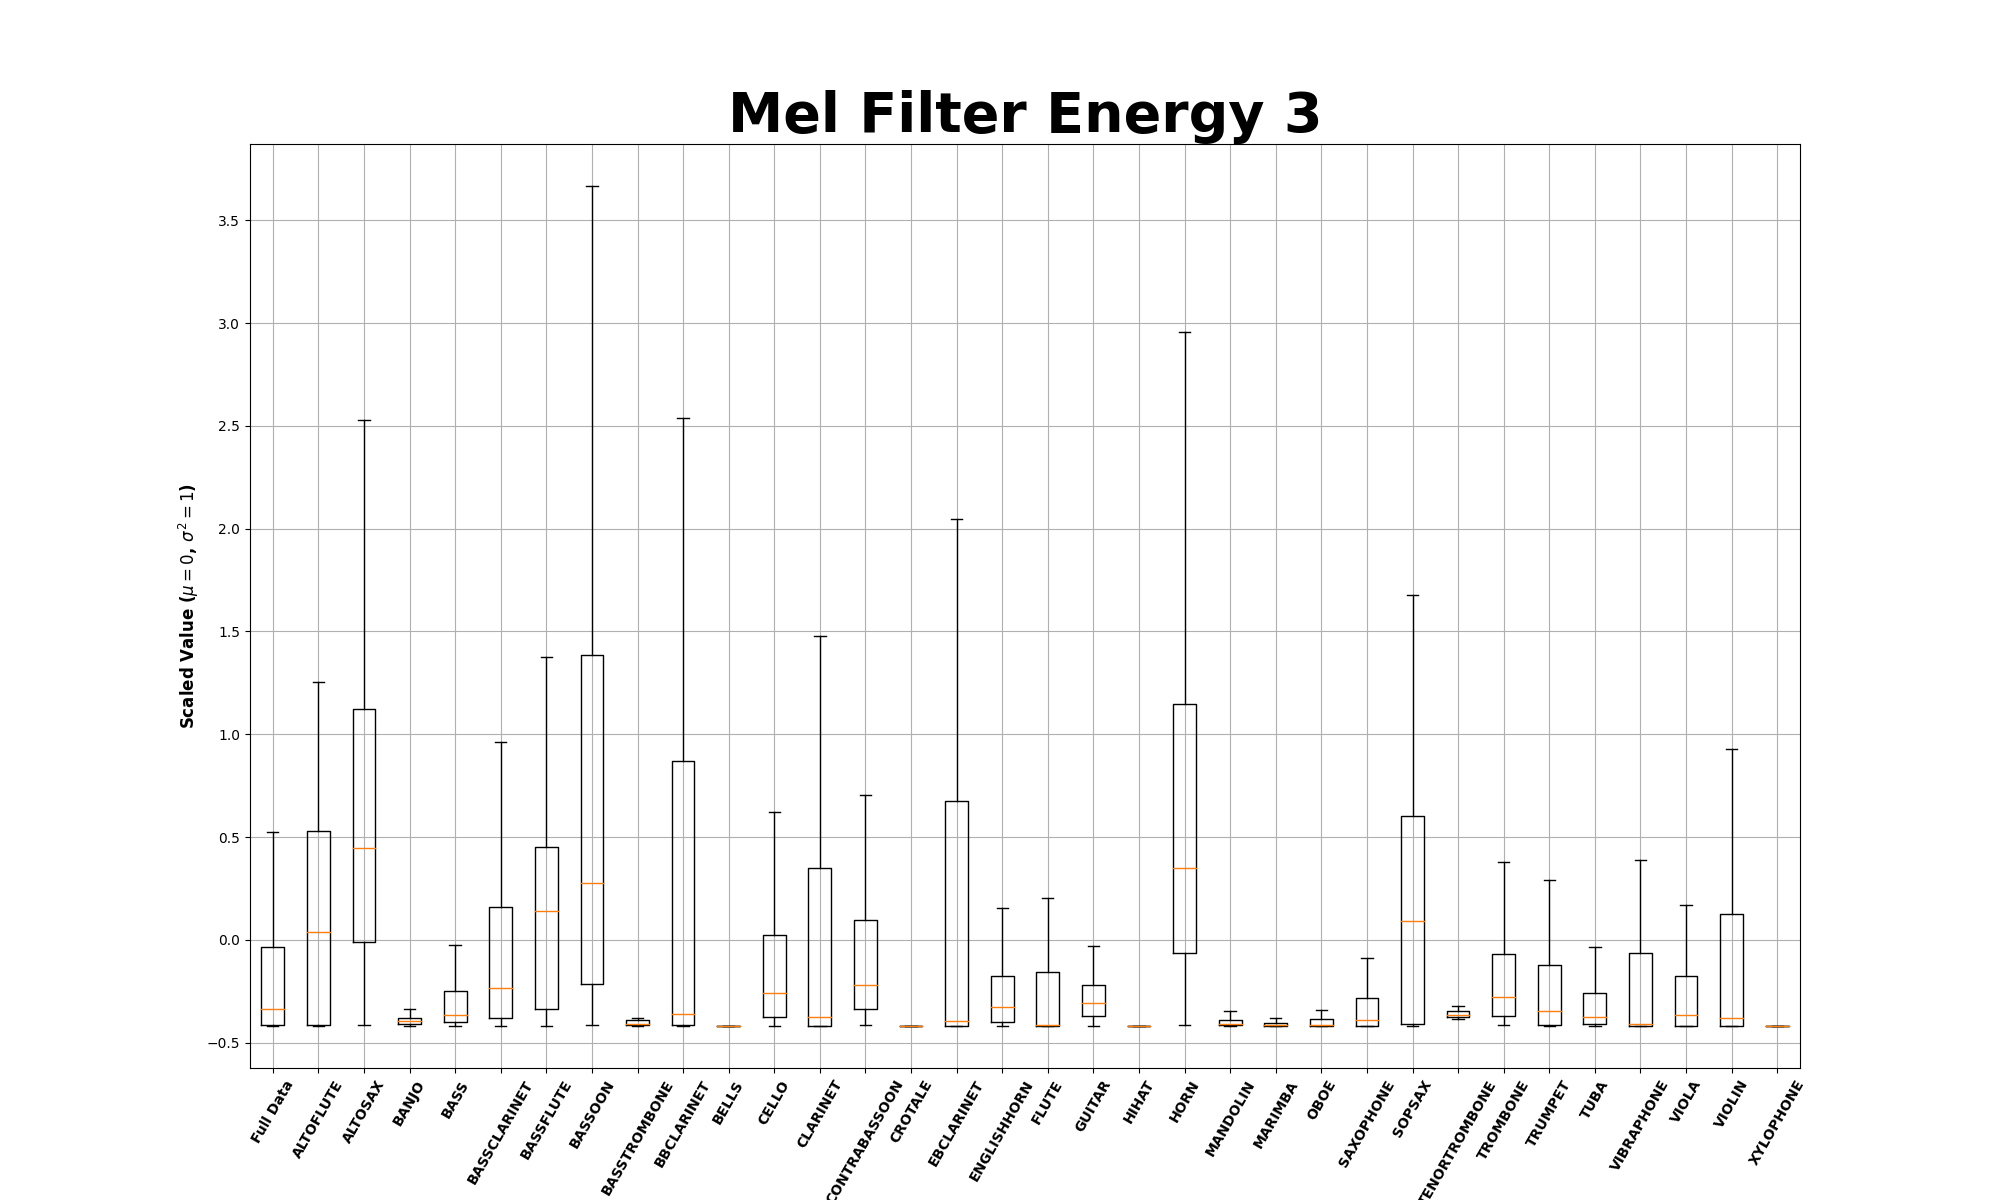 Mel Filter Energy 3
3.5
3.0
2.5
2.0
1.5
1.0
0.5
0.0
−0.5
Scaled Value (μ = 0, σ² = 1)
Full Data
ALTOFLUTE
ALTOSAX
BANJO
BASS
BASSCLARINET
BASSFLUTE
BASSOON
BASSTROMBONE
BBCLARINET
BELLS
CELLO
CLARINET
CONTRABASSOON
CROTALE
EBCLARINET
ENGLISHHORN
FLUTE
GUITAR
HIHAT
HORN
MANDOLIN
MARIMBA
OBOE
SAXOPHONE
SOPSAX
TENORTROMBONE
TROMBONE
TRUMPET
TUBA
VIBRAPHONE
VIOLA
VIOLIN
XYLOPHONE